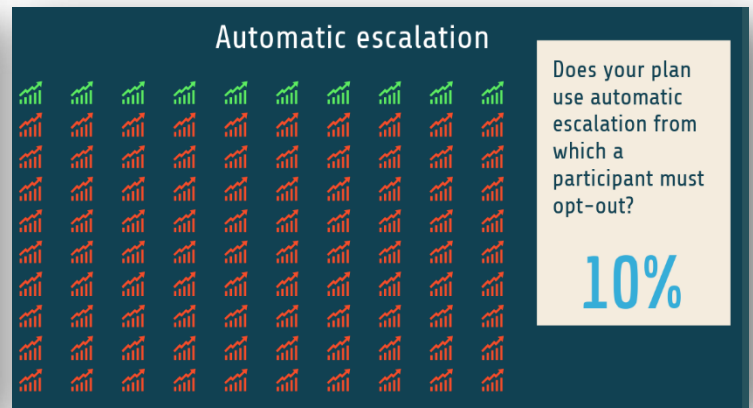 Automatic escalation
Does your plan
use automatic
escalation from
which a
participant must
opt-out?
10%